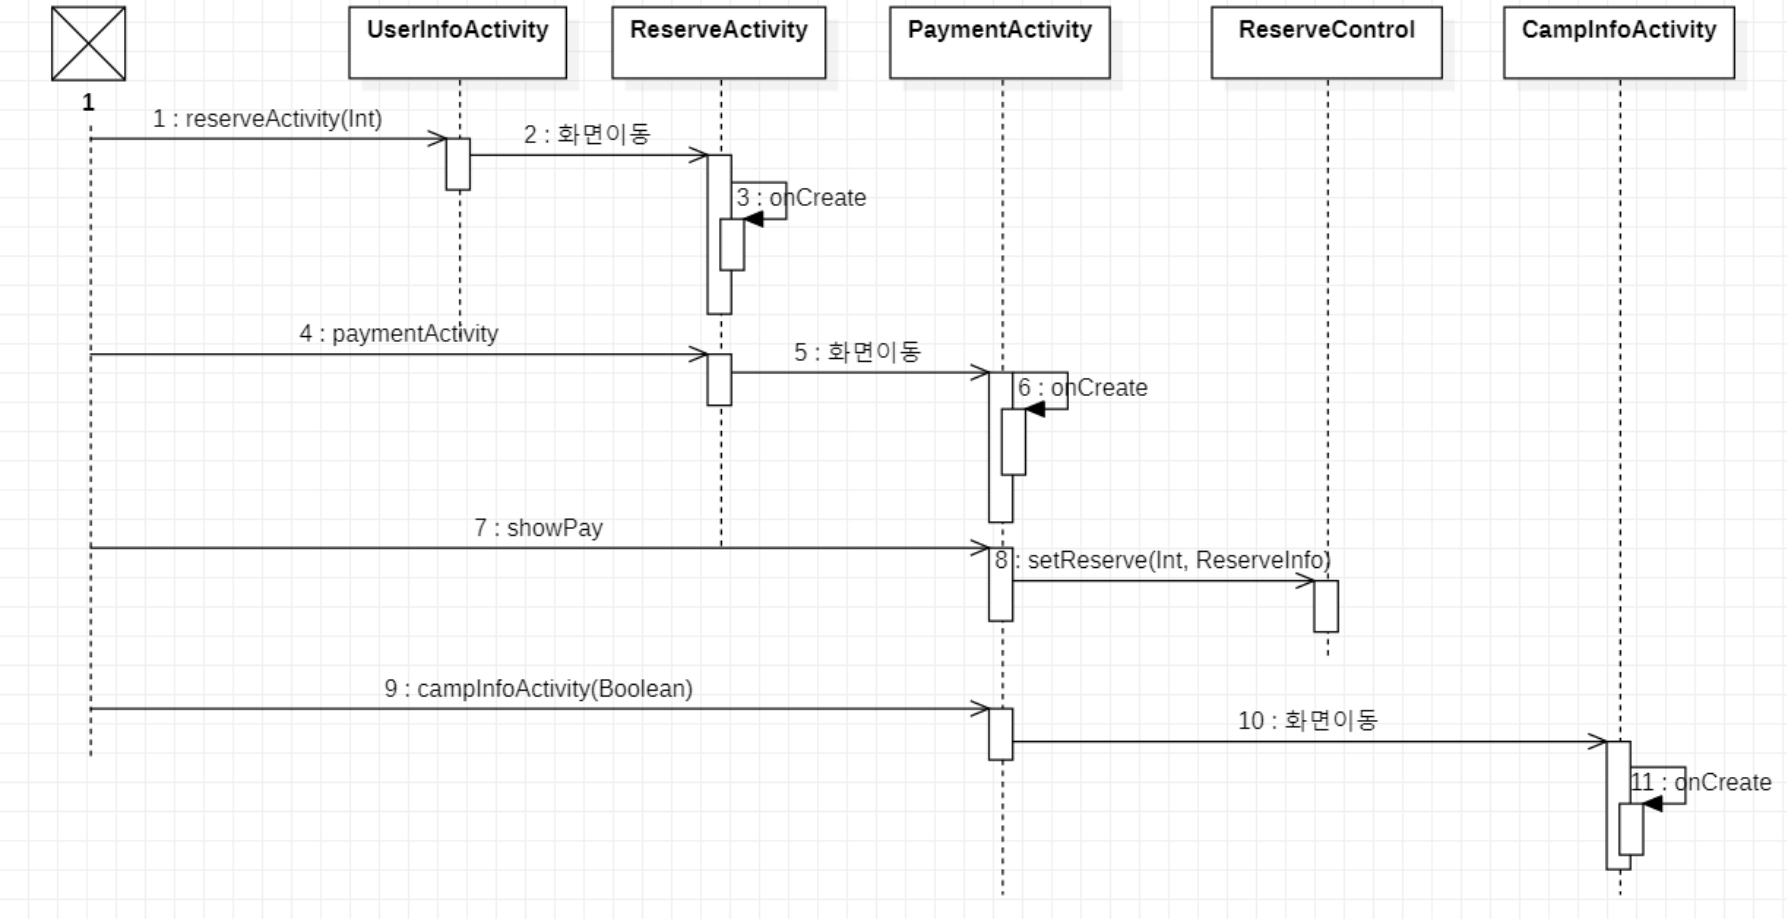 UserInfoActivity
ReserveActivity
PaymentActivity
ReserveControl
CampInfoActivity
1
1 : reserveActivity(Int)
2 : 화면이동
3 : onCreate
4 : paymentActivity
5 : 화면이동
6 : onCreate
7 : showPay
8 : setReserve(Int, ReserveInfo)
9 : campInfoActivity(Boolean)
10 : 화면이동
11 : onCreate